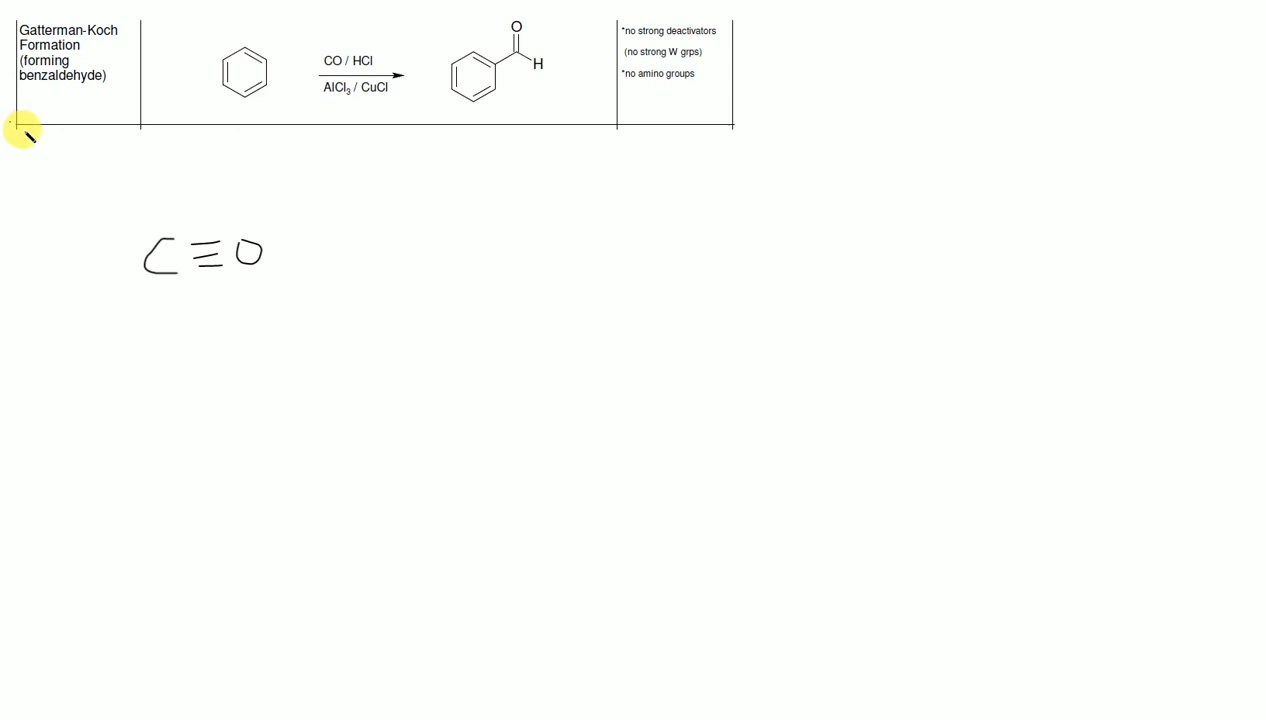 Gatterman-Koch
Formation
(forming
benzaldehyde)
CO / HCl
AlCl3 / CuCl
O
H
*no strong deactivators
(no strong W grps)
*no amino groups
C≡O